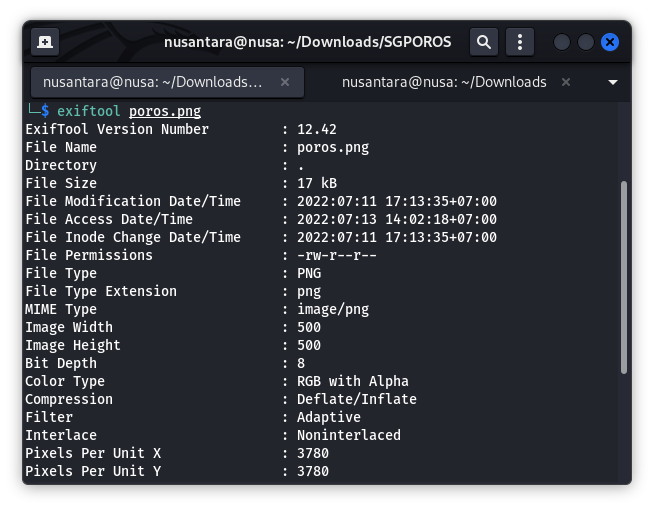 nusantara@nusa: ~/Downloads/SGPOROS
nusantara@nusa: ~/Downloads... nusantara@nusa: ~/Downloads
└─$ exiftool poros.png
ExifTool Version Number : 12.42
File Name : poros.png
Directory : .
File Size : 17 kB
File Modification Date/Time : 2022:07:11 17:13:35+07:00
File Access Date/Time : 2022:07:13 14:02:18+07:00
File Inode Change Date/Time : 2022:07:11 17:13:35+07:00
File Permissions : -rw-r--r--
File Type : PNG
File Type Extension : png
MIME Type : image/png
Image Width : 500
Image Height : 500
Bit Depth : 8
Color Type : RGB with Alpha
Compression : Deflate/Inflate
Filter : Adaptive
Interlace : Noninterlaced
Pixels Per Unit X : 3780
Pixels Per Unit Y : 3780